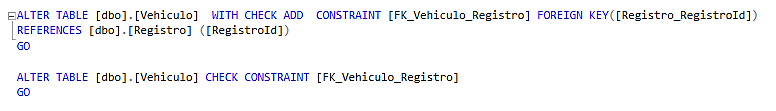 ALTER TABLE [dbo].[Vehiculo]  WITH CHECK ADD  CONSTRAINT [FK_Vehiculo_Registro] FOREIGN KEY([Registro_RegistroId])
REFERENCES [dbo].[Registro] ([RegistroId])
GO
ALTER TABLE [dbo].[Vehiculo] CHECK CONSTRAINT [FK_Vehiculo_Registro]
GO